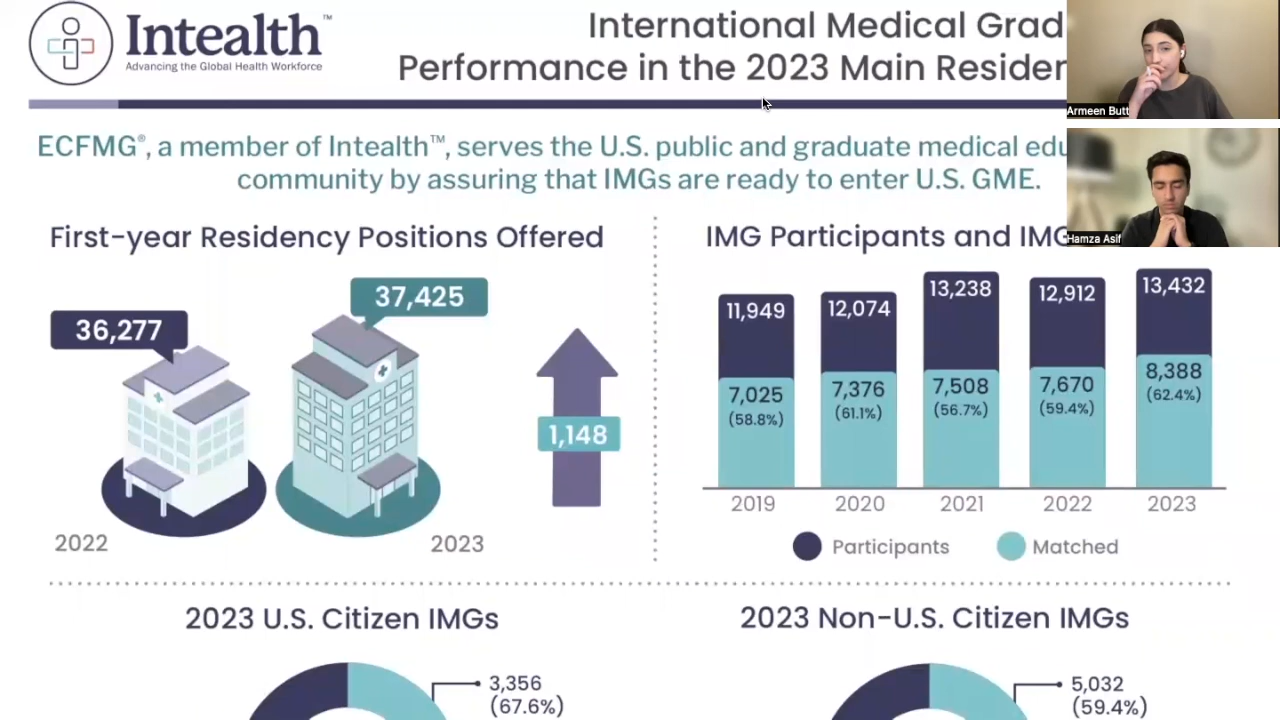 Intealth™
Advancing the Global Health Workforce
International Medical Grad
Performance in the 2023 Main Residen
Armeen Butt
ECFMG®, a member of Intealth™, serves the U.S. public and graduate medical edu
community by assuring that IMGs are ready to enter U.S. GME.
Hamza Asif
First-year Residency Positions Offered
36,277
37,425
1,148
2022
2023
IMG Participants and IMG
11,949
12,074
13,238
12,912
13,432
7,025
(58.8%)
7,376
(61.1%)
7,508
(56.7%)
7,670
(59.4%)
8,388
(62.4%)
2019
2020
2021
2022
2023
Participants
Matched
2023 U.S. Citizen IMGs
3,356
(67.6%)
2023 Non-U.S. Citizen IMGs
5,032
(59.4%)